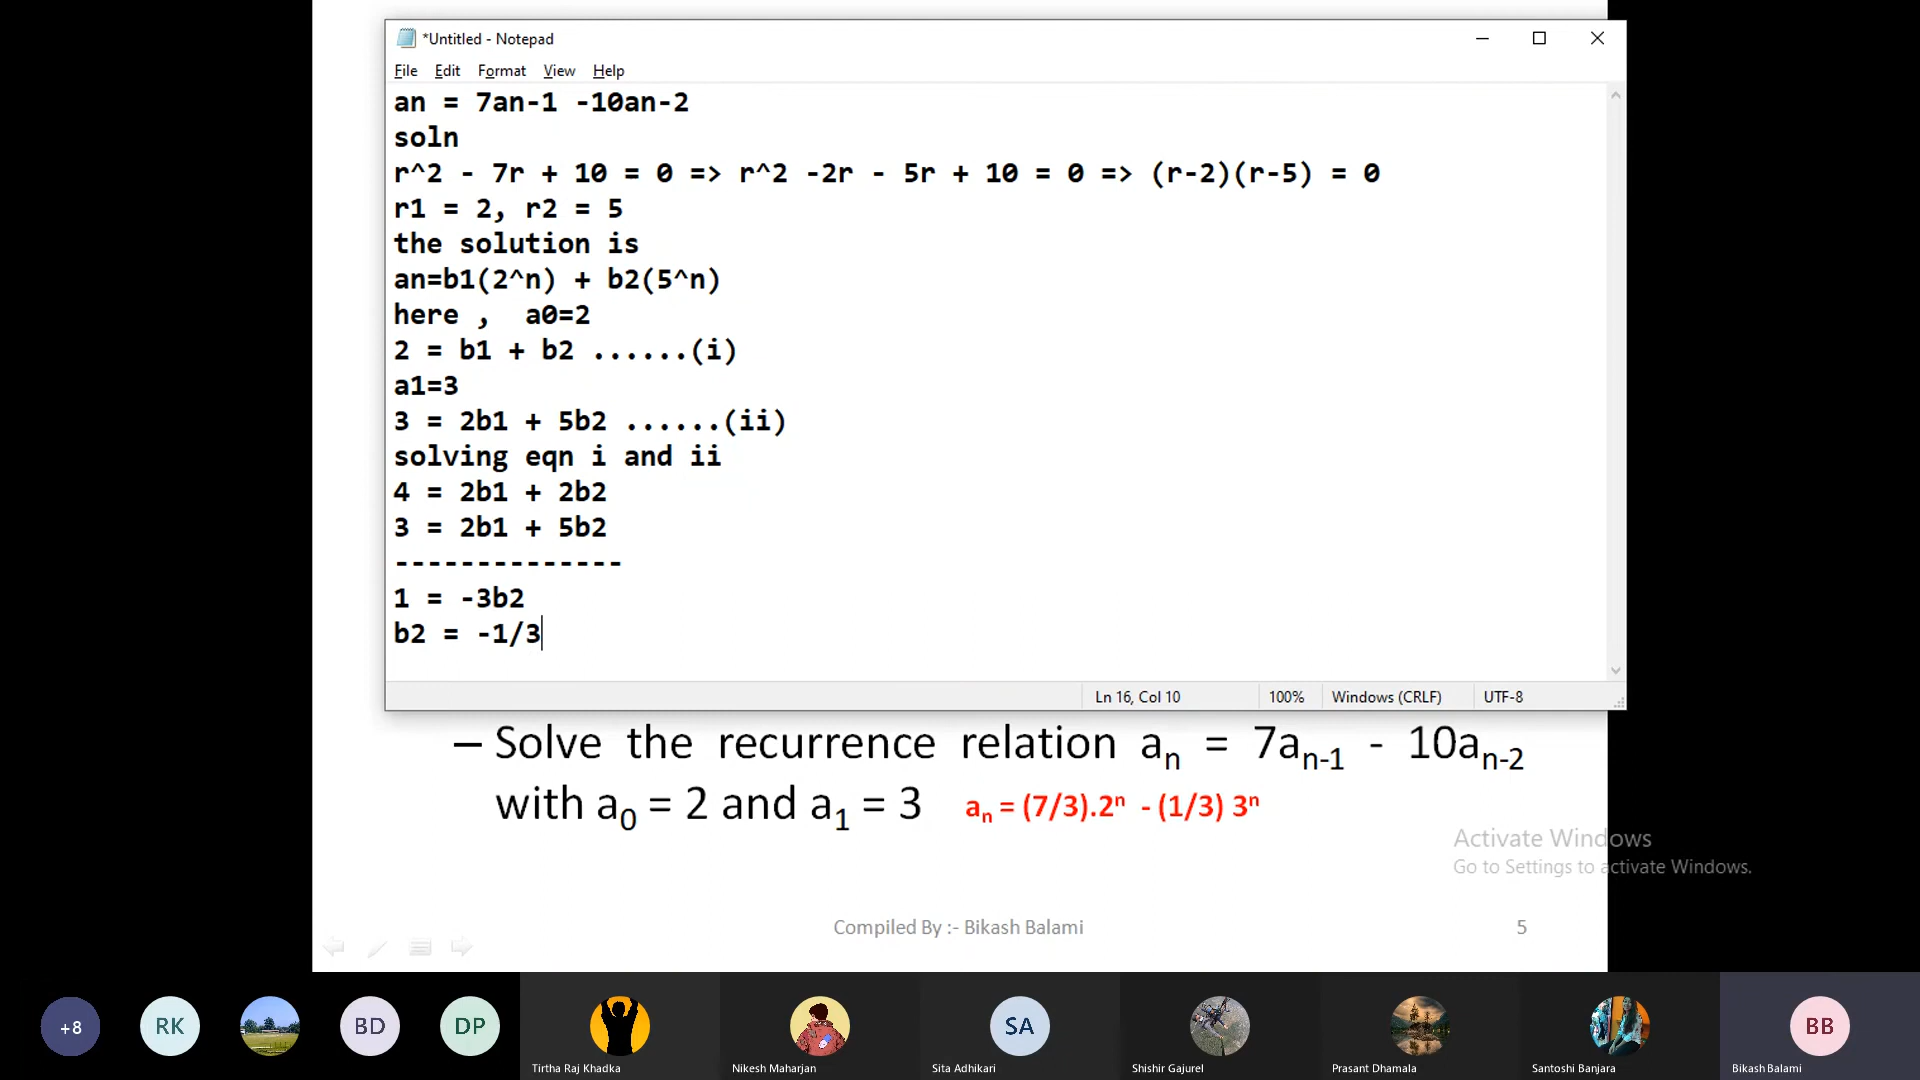 *Untitled - Notepad
File Edit Format View Help
an = 7an-1 -10an-2
soln
r^2 - 7r + 10 = 0 => r^2 -2r - 5r + 10 = 0 => (r-2)(r-5) = 0
r1 = 2, r2 = 5
the solution is
an=b1(2^n) + b2(5^n)
here ,  a0=2
2 = b1 + b2 ......(i)
a1=3
3 = 2b1 + 5b2 ......(ii)
solving eqn i and ii
4 = 2b1 + 2b2
3 = 2b1 + 5b2
--------------
1 = -3b2
b2 = -1/3
Ln 16, Col 10 100% Windows (CRLF) UTF-8
– Solve the recurrence relation aₙ = 7aₙ₋₁ - 10aₙ₋₂
with a₀ = 2 and a₁ = 3 aₙ = (7/3).2ⁿ - (1/3) 3ⁿ
Activate Windows
Go to Settings to activate Windows.
Compiled By :- Bikash Balami 5
+8 RK BD DP SA BB
Tirtha Raj Khadka Nikesh Maharjan Sita Adhikari Shishir Gajurel Prasant Dhamala Santoshi Banjara Bikash Balami